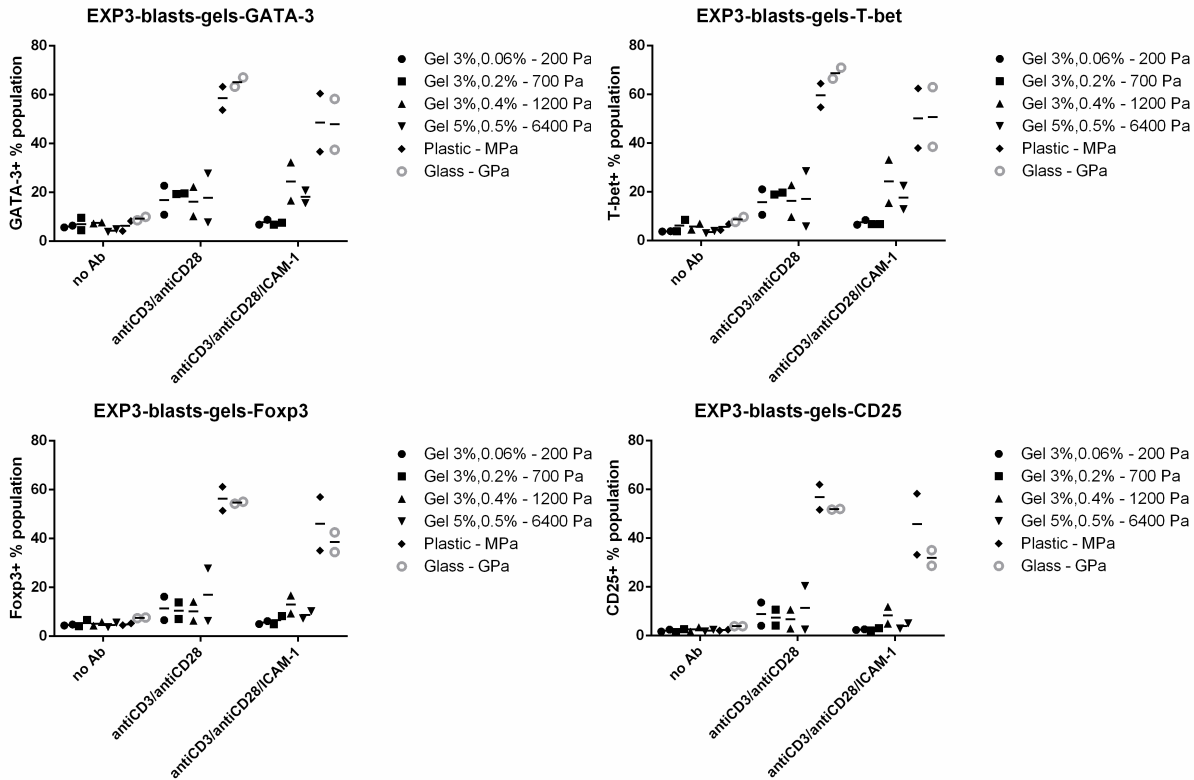 EXP3-blasts-gels-GATA-3
GATA-3+ % population
80
60
40
20
0
no Ab
antiCD3/antiCD28
antiCD3/antiCD28/ICAM-1
Gel 3%,0.06% - 200 Pa
Gel 3%,0.2% - 700 Pa
Gel 3%,0.4% - 1200 Pa
Gel 5%,0.5% - 6400 Pa
Plastic - MPa
Glass - GPa
EXP3-blasts-gels-T-bet
T-bet+ % population
80
60
40
20
0
no Ab
antiCD3/antiCD28
antiCD3/antiCD28/ICAM-1
Gel 3%,0.06% - 200 Pa
Gel 3%,0.2% - 700 Pa
Gel 3%,0.4% - 1200 Pa
Gel 5%,0.5% - 6400 Pa
Plastic - MPa
Glass - GPa
EXP3-blasts-gels-Foxp3
Foxp3+ % population
80
60
40
20
0
no Ab
antiCD3/antiCD28
antiCD3/antiCD28/ICAM-1
Gel 3%,0.06% - 200 Pa
Gel 3%,0.2% - 700 Pa
Gel 3%,0.4% - 1200 Pa
Gel 5%,0.5% - 6400 Pa
Plastic - MPa
Glass - GPa
EXP3-blasts-gels-CD25
CD25+ % population
80
60
40
20
0
no Ab
antiCD3/antiCD28
antiCD3/antiCD28/ICAM-1
Gel 3%,0.06% - 200 Pa
Gel 3%,0.2% - 700 Pa
Gel 3%,0.4% - 1200 Pa
Gel 5%,0.5% - 6400 Pa
Plastic - MPa
Glass - GPa